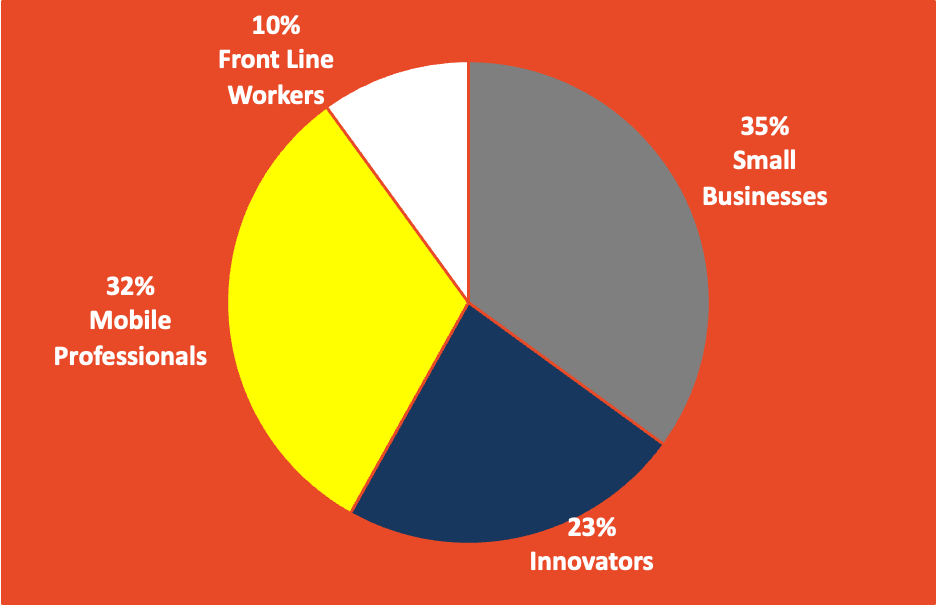 10%
Front Line
Workers
35%
Small
Businesses
32%
Mobile
Professionals
23%
Innovators